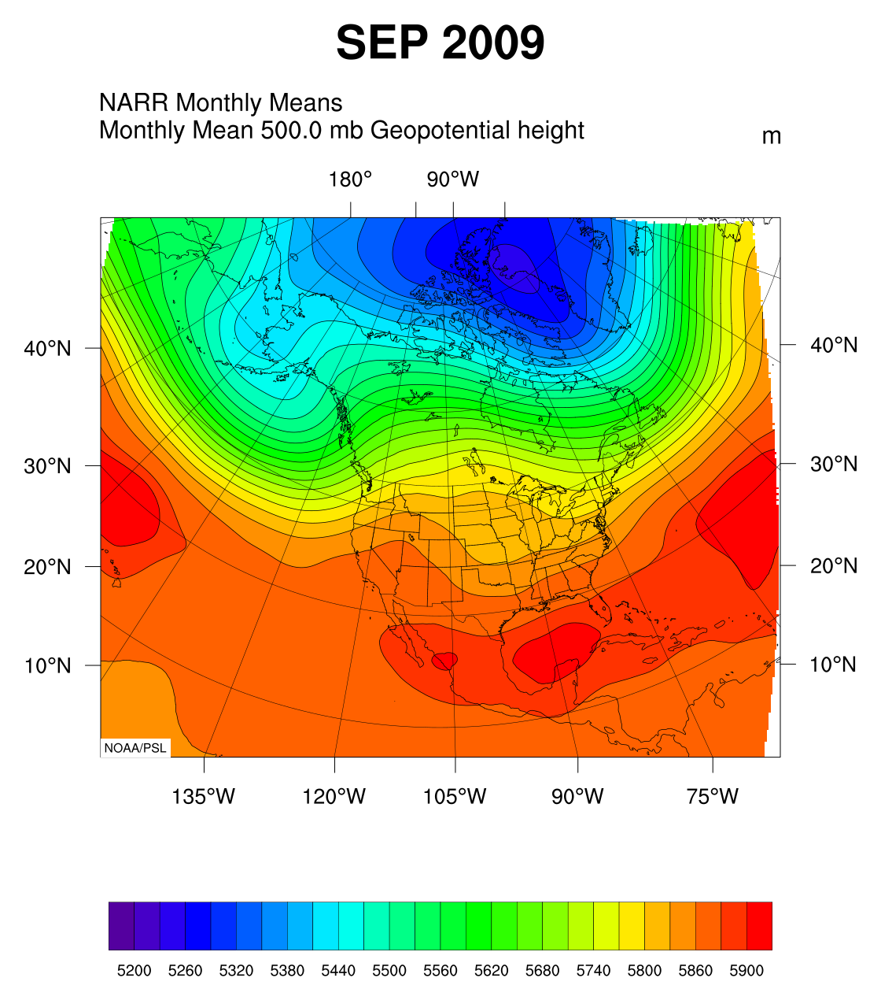 SEP 2009
NARR Monthly Means
Monthly Mean 500.0 mb Geopotential height
m
180° 90°W
40°N 40°N
30°N 30°N
20°N 20°N
10°N 10°N
NOAA/PSL
135°W 120°W 105°W 90°W 75°W
5200 5260 5320 5380 5440 5500 5560 5620 5680 5740 5800 5860 5900